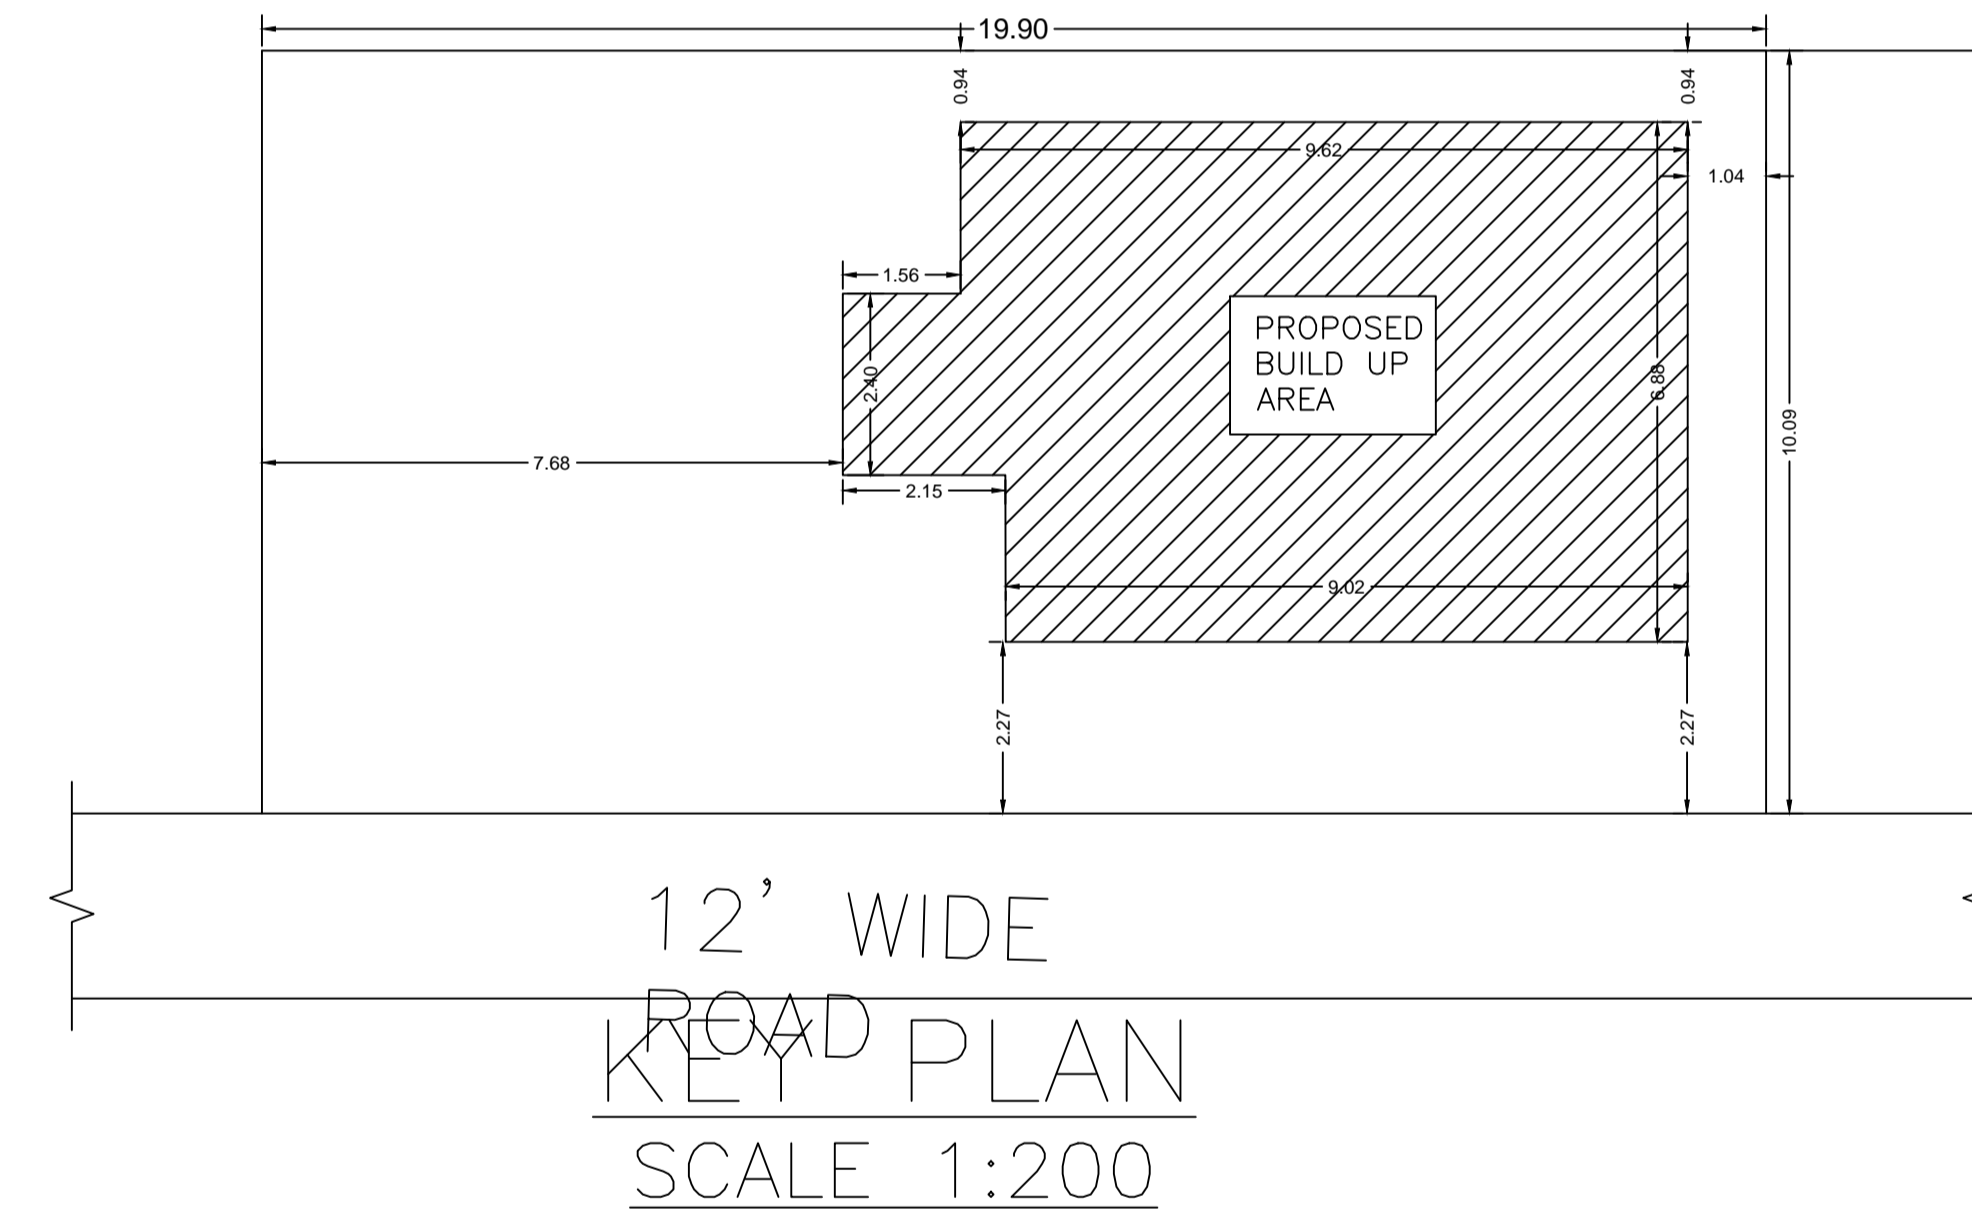 19.90
0.94
0.94
9.62
1.04
1.56
PROPOSED
BUILD UP
AREA
2.40
6.88
10.09
7.68
2.15
9.02
2.27
2.27
12' WIDE
ROAD
KEY PLAN
SCALE 1:200